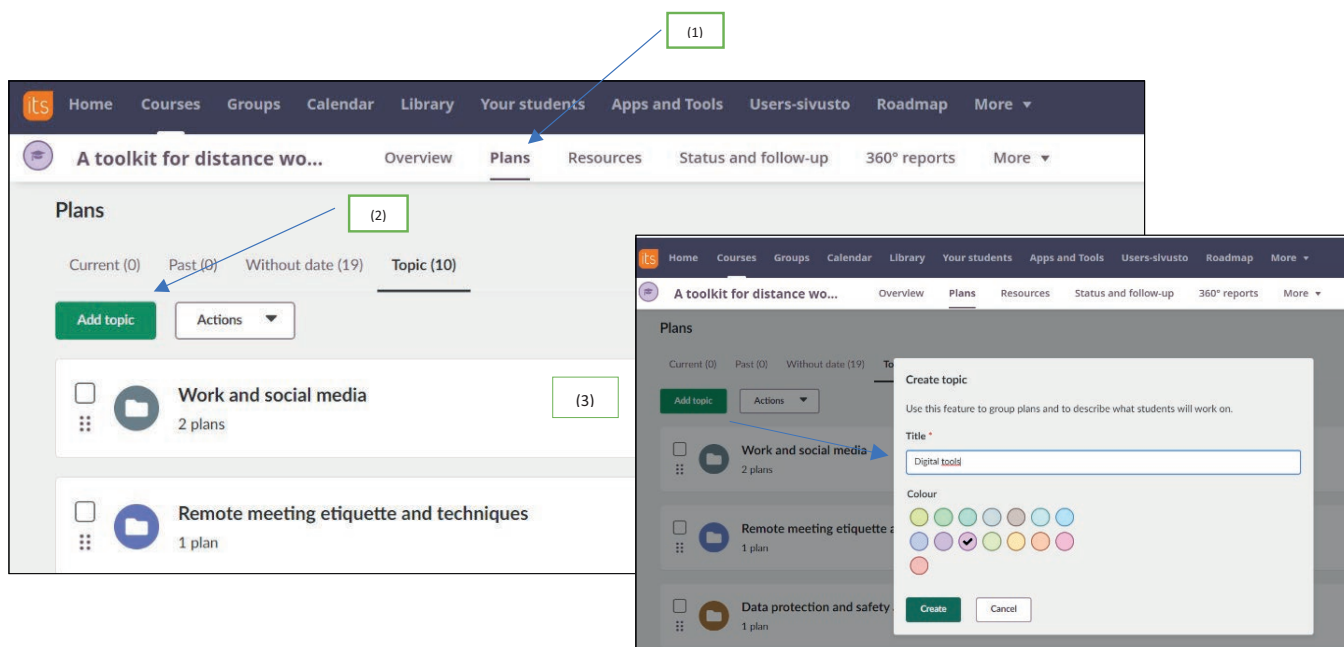 (1)
its Home Courses Groups Calendar Library Your students Apps and Tools Users-sivusto Roadmap More
A toolkit for distance wo... Overview Plans Resources Status and follow-up 360° reports More
Plans
(2)
Current (0) Past (0) Without date (19) Topic (10)
Add topic Actions
Work and social media
2 plans
(3)
Remote meeting etiquette and techniques
1 plan
its Home Courses Groups Calendar Library Your students Apps and Tools Users-sivusto Roadmap More
A toolkit for distance wo... Overview Plans Resources Status and follow-up 360° reports More
Plans
Current (0) Past (0) Without date (19) To
Add topic Actions
Work and social media
2 plans
Remote meeting etiquette a
1 plan
Data protection and safety
1 plan
Create topic
Use this feature to group plans and to describe what students will work on.
Title *
Digital tools
Colour
Create Cancel